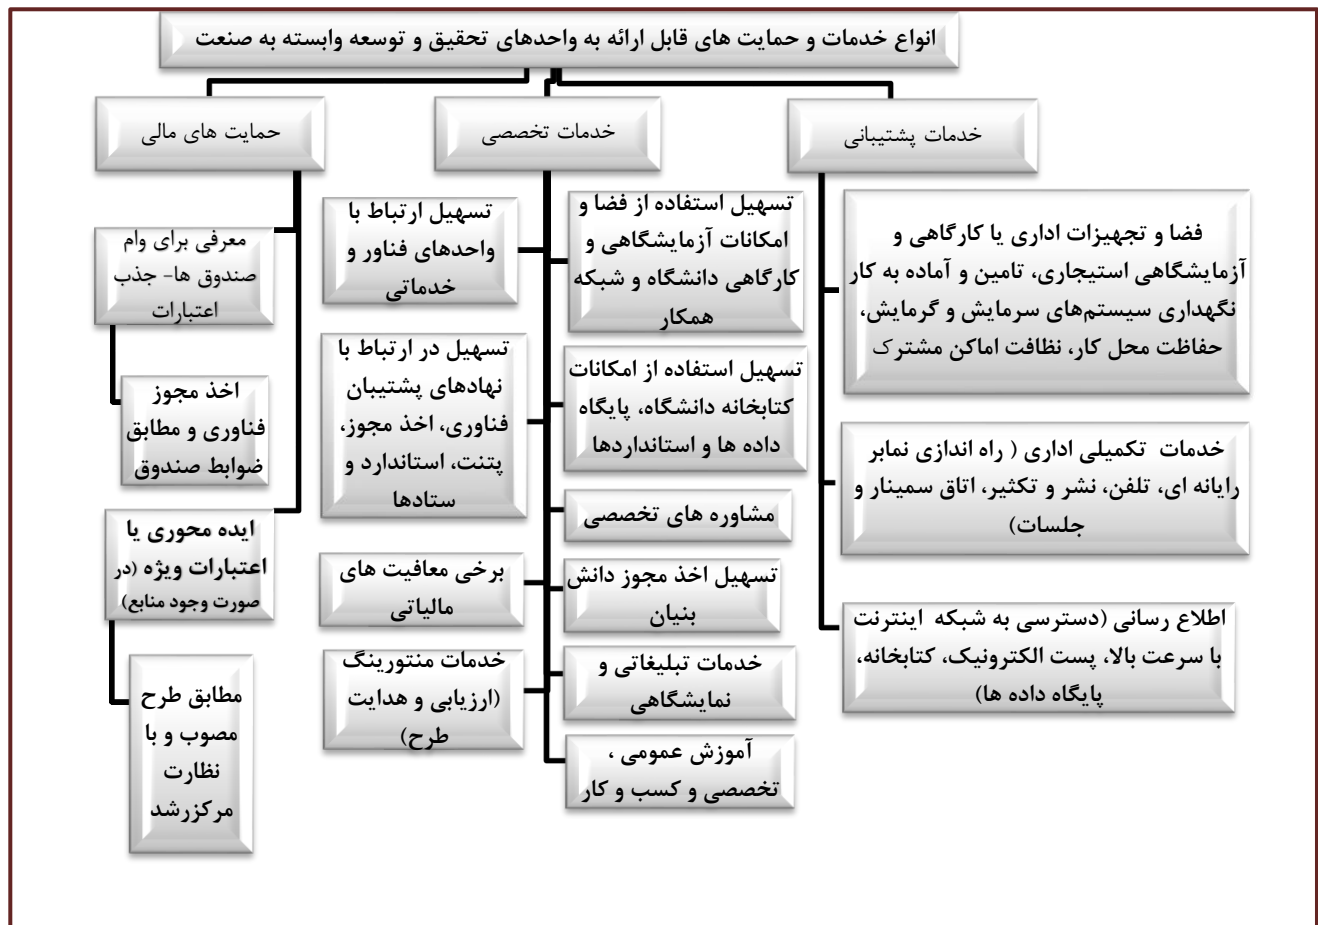 انواع خدمات و حمایت های قابل ارائه به واحدهای تحقیق و توسعه وابسته به صنعت
خدمات پشتیبانی
فضا و تجهیزات اداری یا کارگاهی و
آزمایشگاهی استیجاری، تامین و آماده به کار
نگهداری سیستم‌های سرمایش و گرمایش،
حفاظت محل کار، نظافت اماکن مشترک
خدمات تکمیلی اداری ( راه اندازی نمابر
رایانه ای، تلفن، نشر و تکثیر، اتاق سمینار و
جلسات)
اطلاع رسانی (دسترسی به شبکه اینترنت
با سرعت بالا، پست الکترونیک، کتابخانه،
پایگاه داده ها)
خدمات تخصصی
تسهیل استفاده از فضا و
امکانات آزمایشگاهی و
کارگاهی دانشگاه و شبکه
همکار
تسهیل استفاده از امکانات
کتابخانه دانشگاه، پایگاه
داده ها و استانداردها
مشاوره های تخصصی
تسهیل اخذ مجوز دانش
بنیان
خدمات تبلیغاتی و
نمایشگاهی
آموزش عمومی ،
تخصصی و کسب و کار
تسهیل ارتباط با
واحدهای فناور و
خدماتی
تسهیل در ارتباط با
نهادهای پشتیبان
فناوری، اخذ مجوز،
پتنت، استاندارد و
ستادها
برخی معافیت های
مالیاتی
خدمات منتورینگ
(ارزیابی و هدایت
طرح)
حمایت های مالی
معرفی برای وام
صندوق ها- جذب
اعتبارات
اخذ مجوز
فناوری و مطابق
ضوابط صندوق
ایده محوری یا
اعتبارات ویژه (در
صورت وجود منابع)
مطابق طرح
مصوب و با
نظارت
مرکزرشد